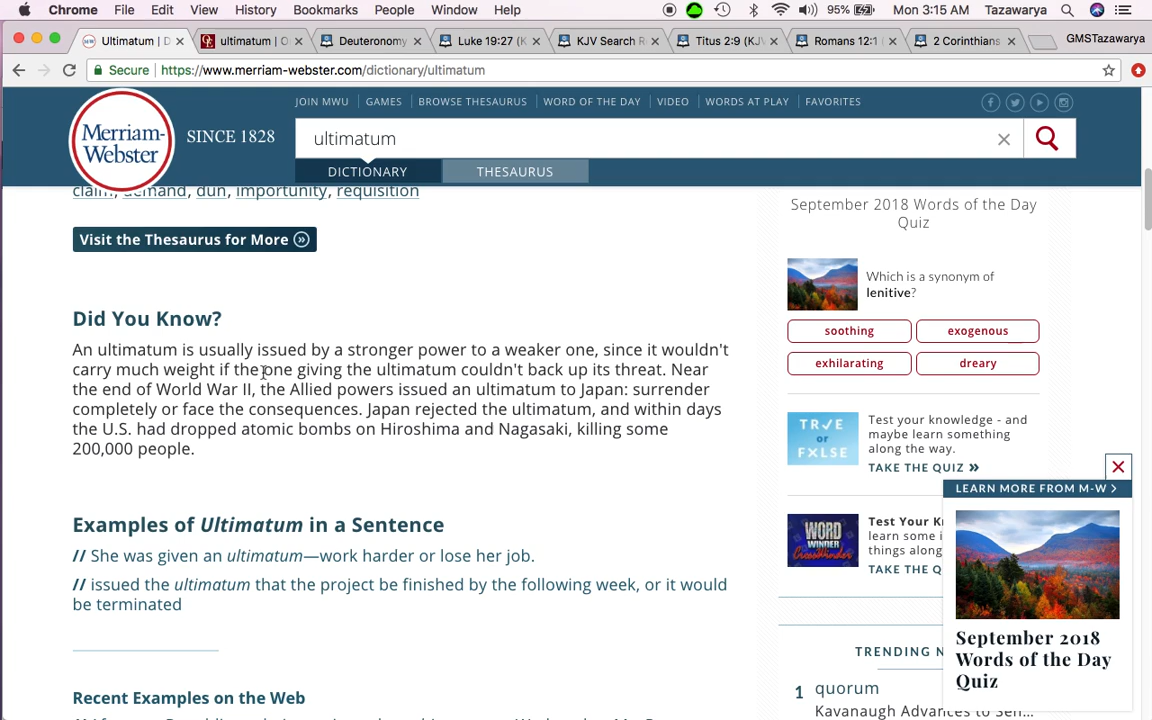 Chrome File Edit View History Bookmarks People Window Help 95% Mon 3:15 AM Tazawarya
Ultimatum | D ultimatum | O Deuteronomy Luke 19:27 (K KJV Search R Titus 2:9 (KJV Romans 12:1 ( 2 Corinthians GMSTazawarya
Secure https://www.merriam-webster.com/dictionary/ultimatum
JOIN MWU GAMES BROWSE THESAURUS WORD OF THE DAY VIDEO WORDS AT PLAY FAVORITES
Merriam-
Webster
SINCE 1828
ultimatum
DICTIONARY THESAURUS
claim, demand, dun, importunity, requisition
Visit the Thesaurus for More
Did You Know?
An ultimatum is usually issued by a stronger power to a weaker one, since it wouldn't
carry much weight if the one giving the ultimatum couldn't back up its threat. Near
the end of World War II, the Allied powers issued an ultimatum to Japan: surrender
completely or face the consequences. Japan rejected the ultimatum, and within days
the U.S. had dropped atomic bombs on Hiroshima and Nagasaki, killing some
200,000 people.
Examples of Ultimatum in a Sentence
// She was given an ultimatum—work harder or lose her job.
// issued the ultimatum that the project be finished by the following week, or it would
be terminated
Recent Examples on the Web
September 2018 Words of the Day
Quiz
Which is a synonym of
lenitive?
soothing exogenous
exhilarating dreary
TRUE
or
FALSE
Test your knowledge - and
maybe learn something
along the way.
TAKE THE QUIZ »
WORD
WINDER
CrossWinder
Test Your K
learn some i
things along
TAKE THE Q
TRENDING N
1 quorum
Kavanaugh Advances to Sen...
LEARN MORE FROM M-W >
September 2018
Words of the Day
Quiz